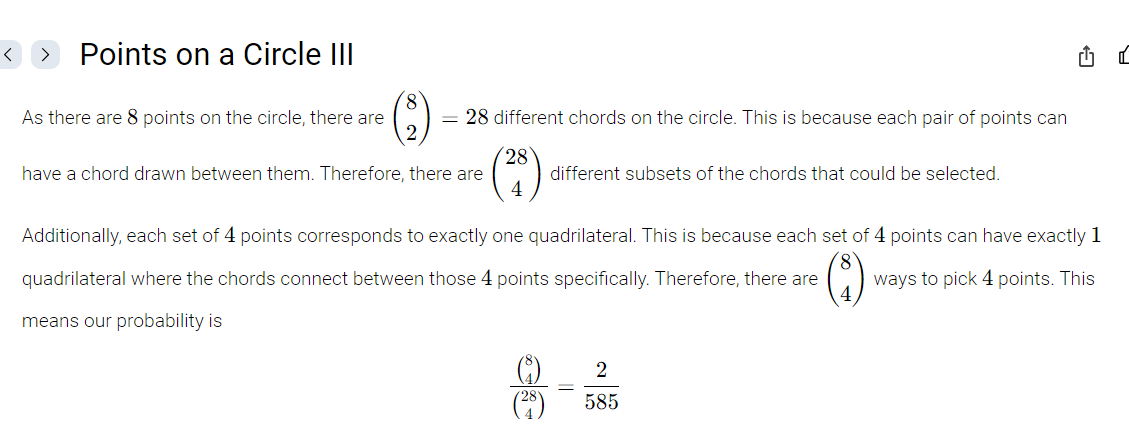 < > Points on a Circle III
As there are 8 points on the circle, there are $\binom{8}{2}$ = 28 different chords on the circle. This is because each pair of points can
have a chord drawn between them. Therefore, there are $\binom{28}{4}$ different subsets of the chords that could be selected.
Additionally, each set of 4 points corresponds to exactly one quadrilateral. This is because each set of 4 points can have exactly 1
quadrilateral where the chords connect between those 4 points specifically. Therefore, there are $\binom{8}{4}$ ways to pick 4 points. This
means our probability is
$\frac{\binom{8}{4}}{\binom{28}{4}} = \frac{2}{585}$